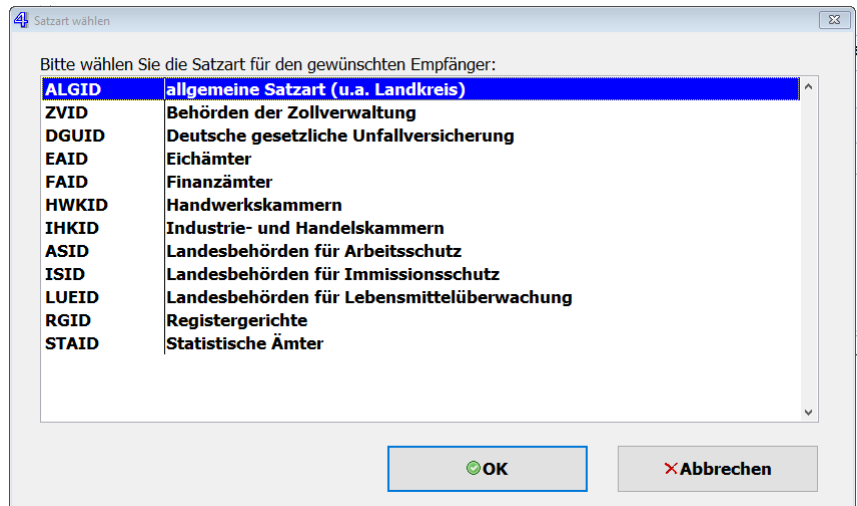 4 Satzart wählen
Bitte wählen Sie die Satzart für den gewünschten Empfänger:
ALGID allgemeine Satzart (u.a. Landkreis)
ZVID Behörden der Zollverwaltung
DGUID Deutsche gesetzliche Unfallversicherung
EAID Eichämter
FAID Finanzämter
HWKID Handwerkskammern
IHKID Industrie- und Handelskammern
ASID Landesbehörden für Arbeitsschutz
ISID Landesbehörden für Immissionsschutz
LUEID Landesbehörden für Lebensmittelüberwachung
RGID Registergerichte
STAID Statistische Ämter
OK Abbrechen